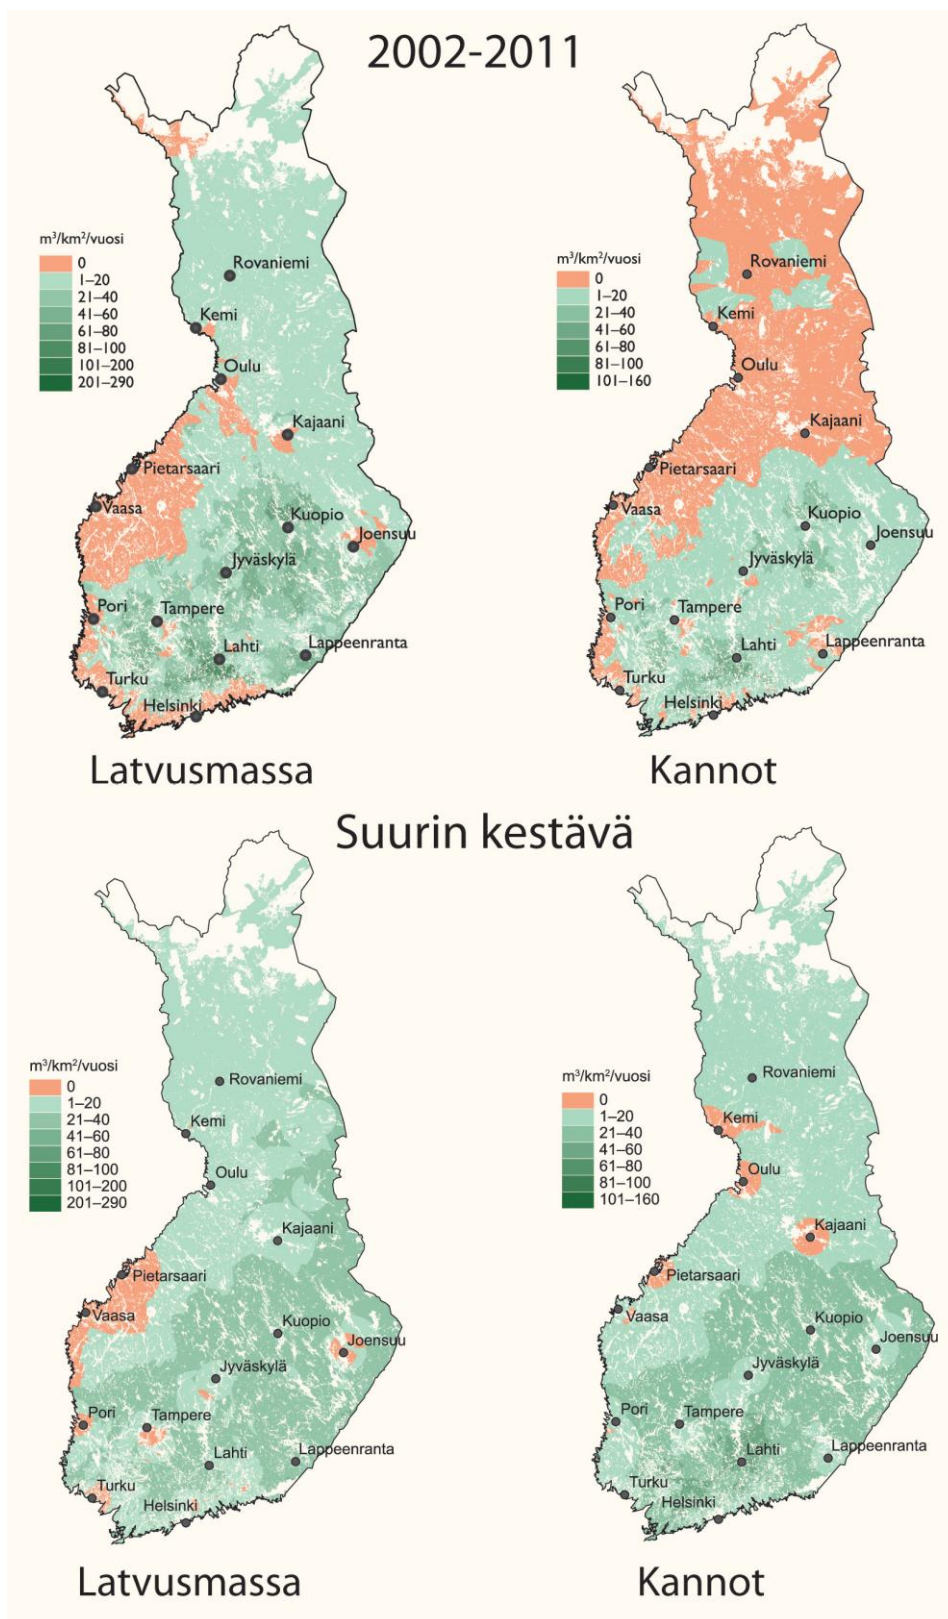 2002-2011
m³/km²/vuosi
0
1–20
21–40
41–60
61–80
81–100
101–200
201–290
Rovaniemi
Kemi
Oulu
Kajaani
Pietarsaari
Vaasa
Kuopio
Joensuu
Jyväskylä
Pori
Tampere
Lahti
Lappeenranta
Turku
Helsinki
Latvusmassa
m³/km²/vuosi
0
1–20
21–40
41–60
61–80
81–100
101–160
Rovaniemi
Kemi
Oulu
Kajaani
Pietarsaari
Vaasa
Kuopio
Joensuu
Jyväskylä
Pori
Tampere
Lahti
Lappeenranta
Turku
Helsinki
Kannot
Suurin kestävä
m³/km²/vuosi
0
1–20
21–40
41–60
61–80
81–100
101–200
201–290
Rovaniemi
Kemi
Oulu
Kajaani
Pietarsaari
Vaasa
Kuopio
Joensuu
Jyväskylä
Pori
Tampere
Lahti
Lappeenranta
Turku
Helsinki
Latvusmassa
m³/km²/vuosi
0
1–20
21–40
41–60
61–80
81–100
101–160
Rovaniemi
Kemi
Oulu
Kajaani
Pietarsaari
Vaasa
Kuopio
Joensuu
Jyväskylä
Pori
Tampere
Lahti
Lappeenranta
Turku
Helsinki
Kannot